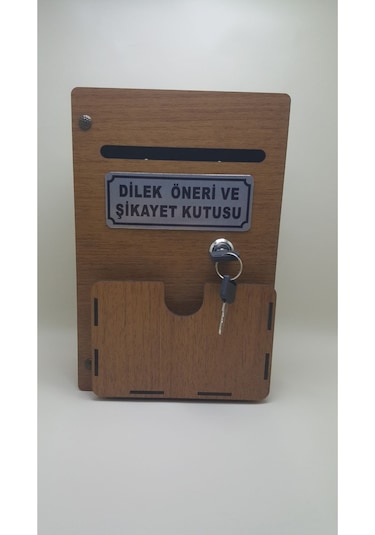 DİLEK ÖNERİ VE
ŞİKAYET KUTUSU